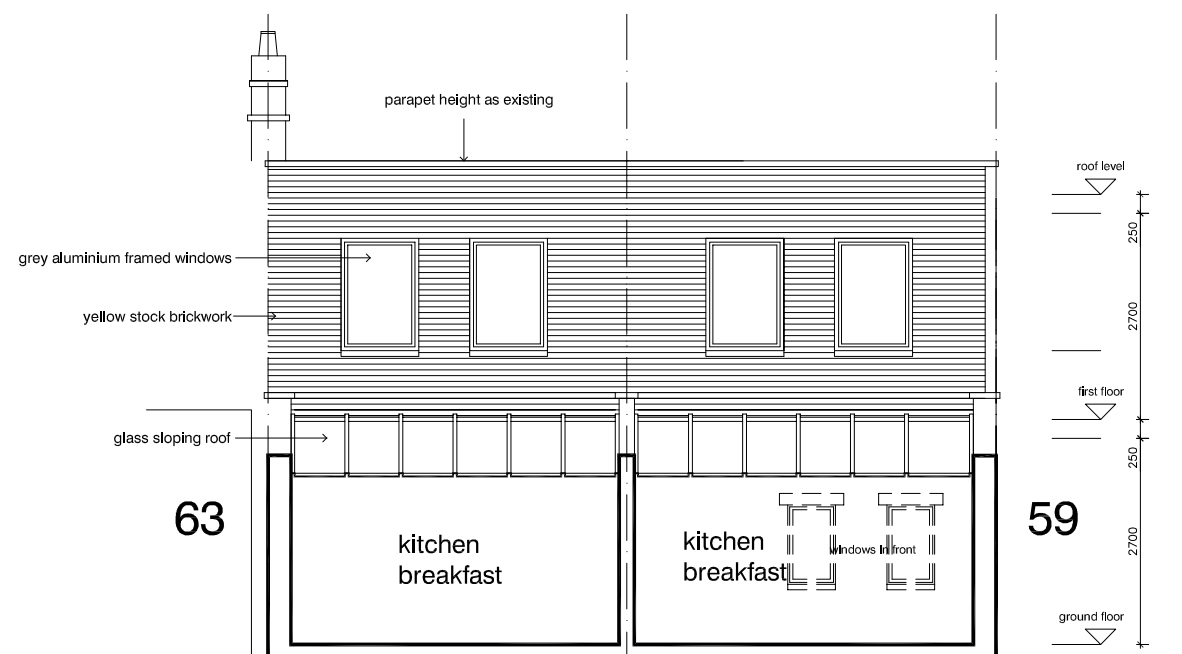 parapet height as existing
roof level
250
grey aluminium framed windows
yellow stock brickwork
2700
first floor
glass sloping roof
250
63
59
kitchen
breakfast
kitchen
breakfast
windows in front
2700
ground floor